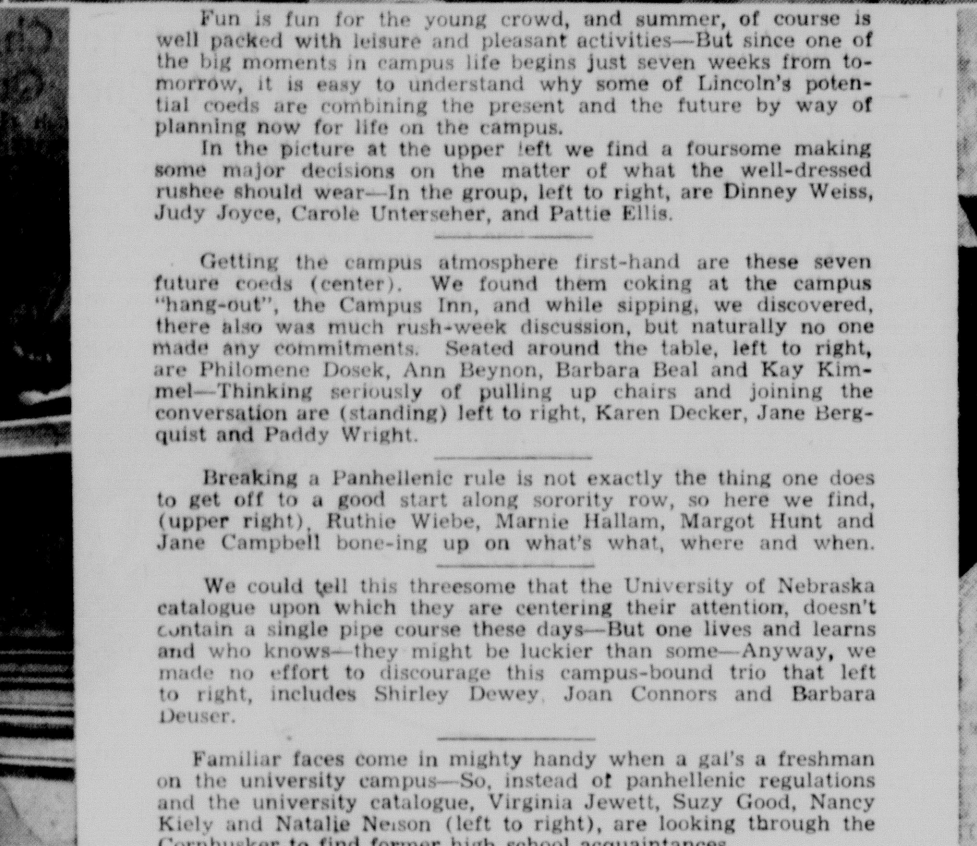 Fun is fun for the young crowd, and summer, of course is
well packed with leisure and pleasant activities—But since one of
the big moments in campus life begins just seven weeks from to-
morrow, it is easy to understand why some of Lincoln's poten-
tial coeds are combining the present and the future by way of
planning now for life on the campus.
In the picture at the upper left we find a foursome making
some major decisions on the matter of what the well-dressed
rushee should wear—In the group, left to right, are Dinney Weiss,
Judy Joyce, Carole Unterseher, and Pattie Ellis.
Getting the campus atmosphere first-hand are these seven
future coeds (center). We found them coking at the campus
"hang-out", the Campus Inn, and while sipping, we discovered,
there also was much rush-week discussion, but naturally no one
made any commitments. Seated around the table, left to right,
are Philomene Dosek, Ann Beynon, Barbara Beal and Kay Kim-
mel—Thinking seriously of pulling up chairs and joining the
conversation are (standing) left to right, Karen Decker, Jane Berg-
quist and Paddy Wright.
Breaking a Panhellenic rule is not exactly the thing one does
to get off to a good start along sorority row, so here we find,
(upper right), Ruthie Wiebe, Marnie Hallam, Margot Hunt and
Jane Campbell bone-ing up on what's what, where and when.
We could tell this threesome that the University of Nebraska
catalogue upon which they are centering their attention, doesn't
contain a single pipe course these days—But one lives and learns
and who knows—they might be luckier than some—Anyway, we
made no effort to discourage this campus-bound trio that left
to right, includes Shirley Dewey, Joan Connors and Barbara
Deuser.
Familiar faces come in mighty handy when a gal's a freshman
on the university campus—So, instead of panhellenic regulations
and the university catalogue, Virginia Jewett, Suzy Good, Nancy
Kiely and Natalie Nelson (left to right), are looking through the
Cornhusker to find former high school acquaintances.